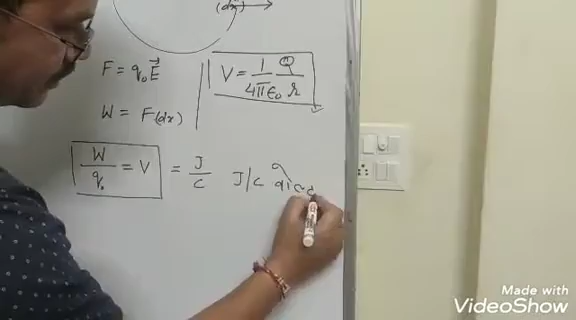 (dx)
F = q₀E⃗
V = 1/4πε₀ Q/r
W = F(dx)
W/q₀ = V = J/C J/C
Made with
VideoShow